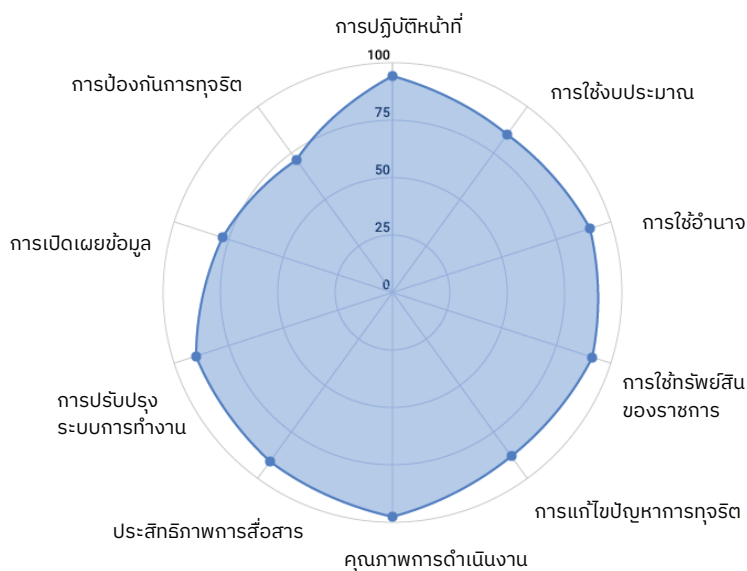 การปฏิบัติหน้าที่
100
การป้องกันการทุจริต
การใช้งบประมาณ
75
50
การใช้อำนาจ
25
การเปิดเผยข้อมูล
0
การใช้ทรัพย์สิน
ของราชการ
การปรับปรุง
ระบบการทำงาน
การแก้ไขปัญหาการทุจริต
ประสิทธิภาพการสื่อสาร
คุณภาพการดำเนินงาน